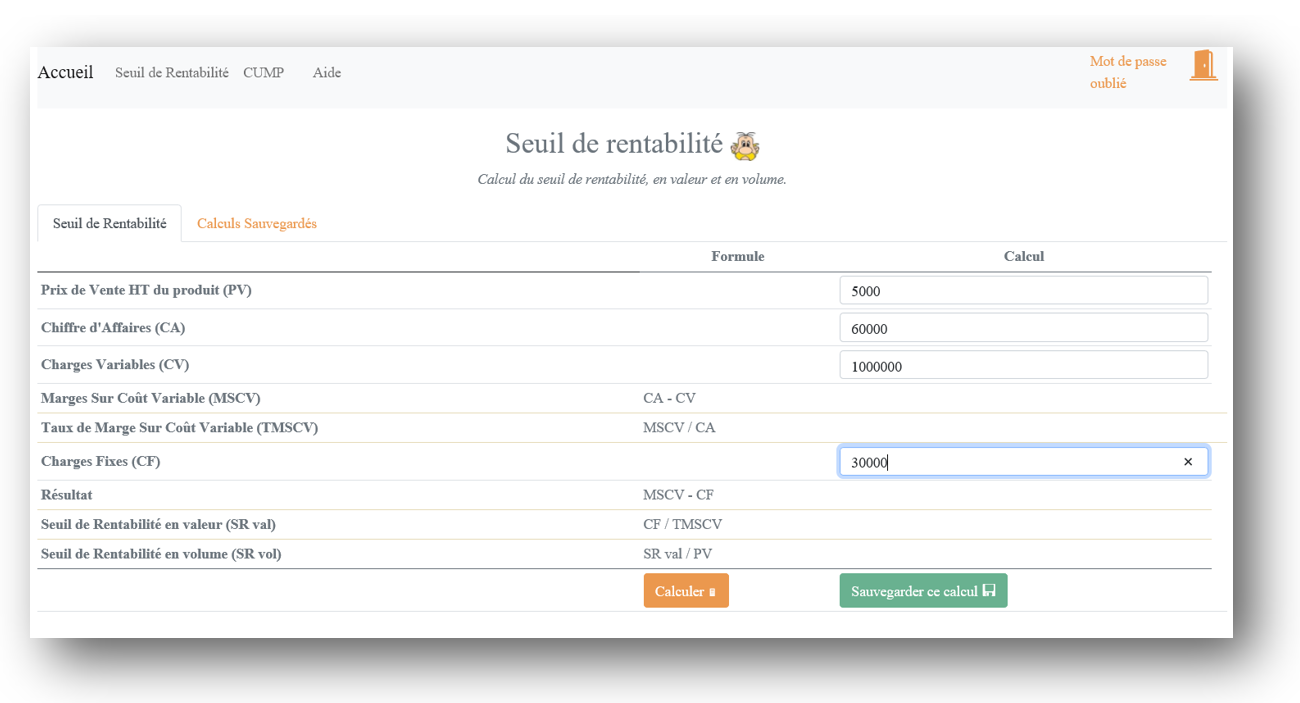 Accueil Seuil de Rentabilité CUMP Aide Mot de passe oublié
Seuil de rentabilité
Calcul du seuil de rentabilité, en valeur et en volume.
Seuil de Rentabilité Calculs Sauvegardés
Formule Calcul
Prix de Vente HT du produit (PV) 5000
Chiffre d'Affaires (CA) 60000
Charges Variables (CV) 1000000
Marges Sur Coût Variable (MSCV) CA - CV
Taux de Marge Sur Coût Variable (TMSCV) MSCV / CA
Charges Fixes (CF) 30000
Résultat MSCV - CF
Seuil de Rentabilité en valeur (SR val) CF / TMSCV
Seuil de Rentabilité en volume (SR vol) SR val / PV
Calculer Sauvegarder ce calcul